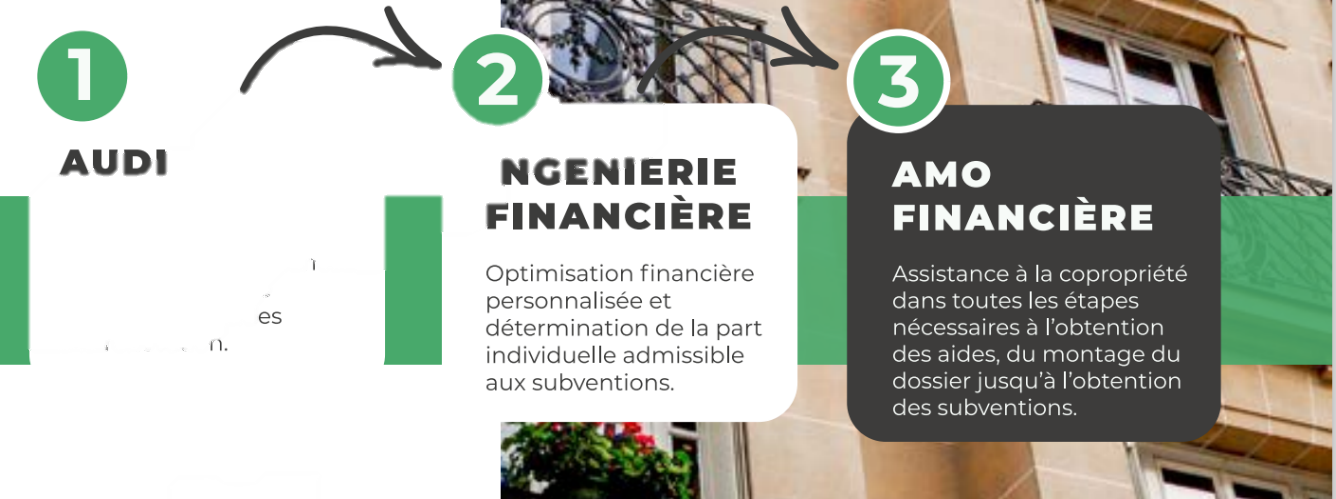 1
AUDI
es
n.
2
NGENIERIE
FINANCIÈRE
Optimisation financière
personnalisée et
détermination de la part
individuelle admissible
aux subventions.
3
AMO
FINANCIÈRE
Assistance à la copropriété
dans toutes les étapes
nécessaires à l'obtention
des aides, du montage du
dossier jusqu'à l'obtention
des subventions.